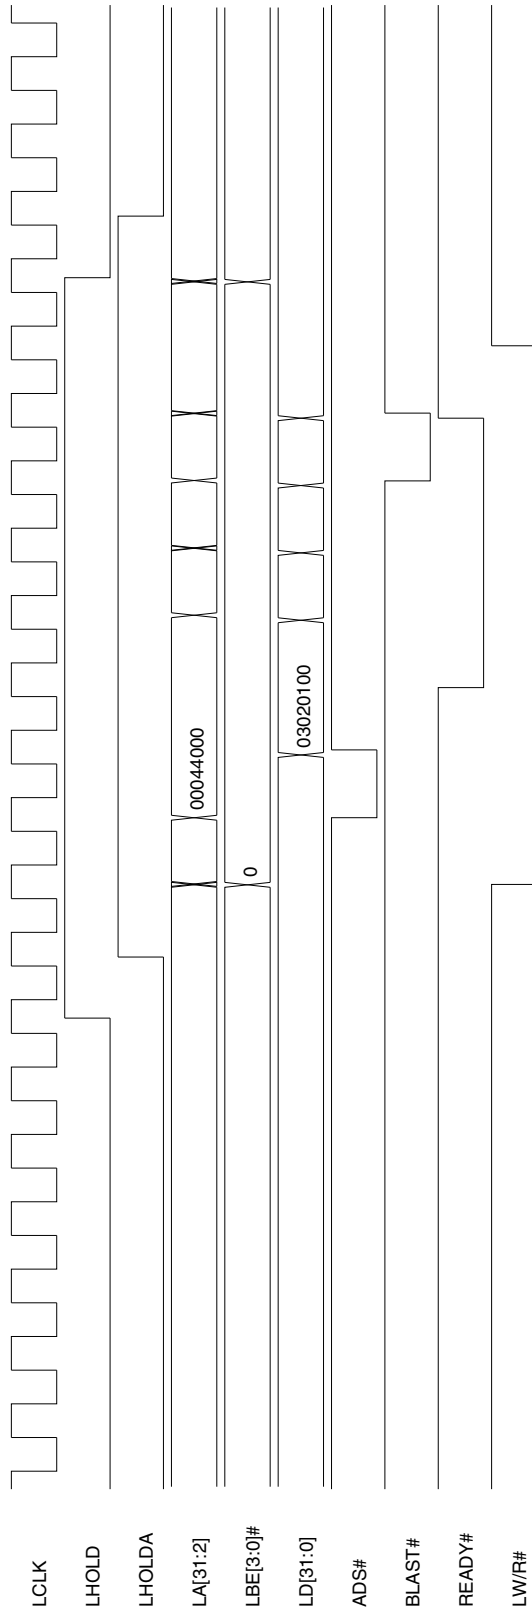 LCLK
LHOLD
LHOLDA
LA[31:2]
00044000
LBE[3:0]#
0
LD[31:0]
03020100
ADS#
BLAST#
READY#
LW/R#